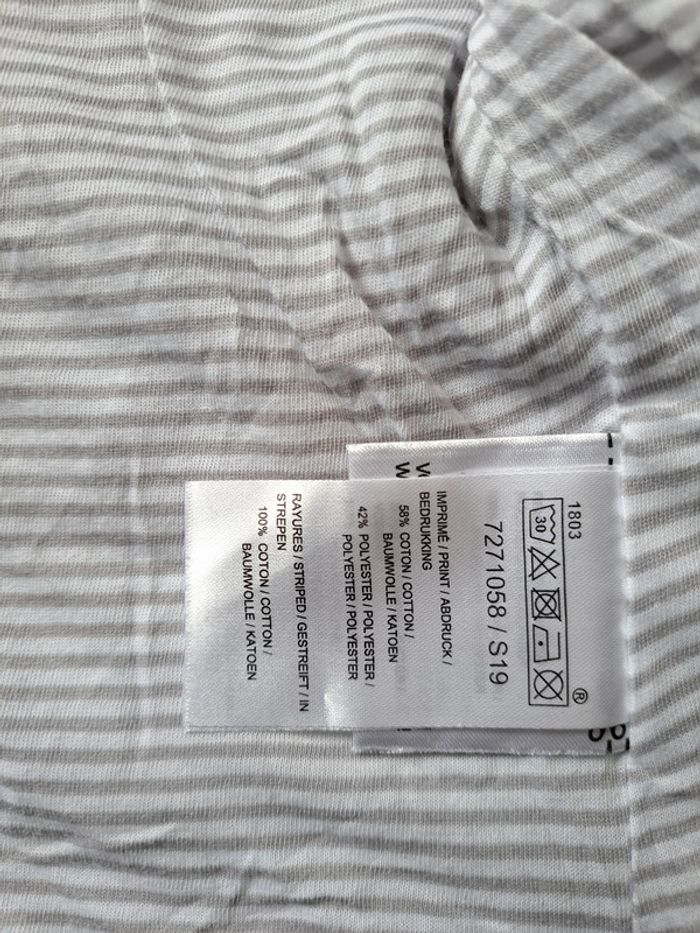 1803
30
®
7271058 / S19
IMPRIMÉ / PRINT / ABDRUCK /
BEDRUKKING
58% COTON / COTTON /
BAUMWOLLE / KATOEN
42% POLYESTER / POLYESTER /
POLYESTER / POLYESTER
RAYURES / STRIPED / GESTREIFT / IN
STREPEN
100% COTON / COTTON /
BAUMWOLLE / KATOEN